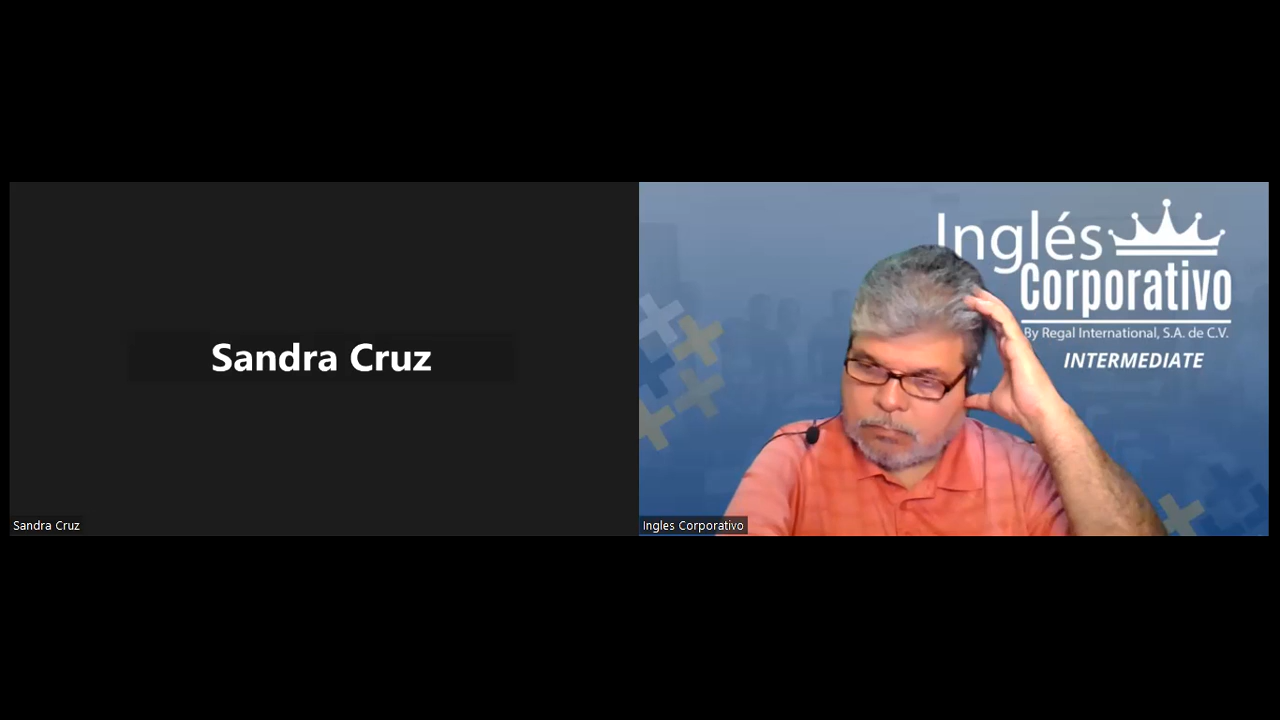 Sandra Cruz
Sandra Cruz
Inglés
Corporativo
By Regal International, S.A. de C.V.
INTERMEDIATE
Ingles Corporativo